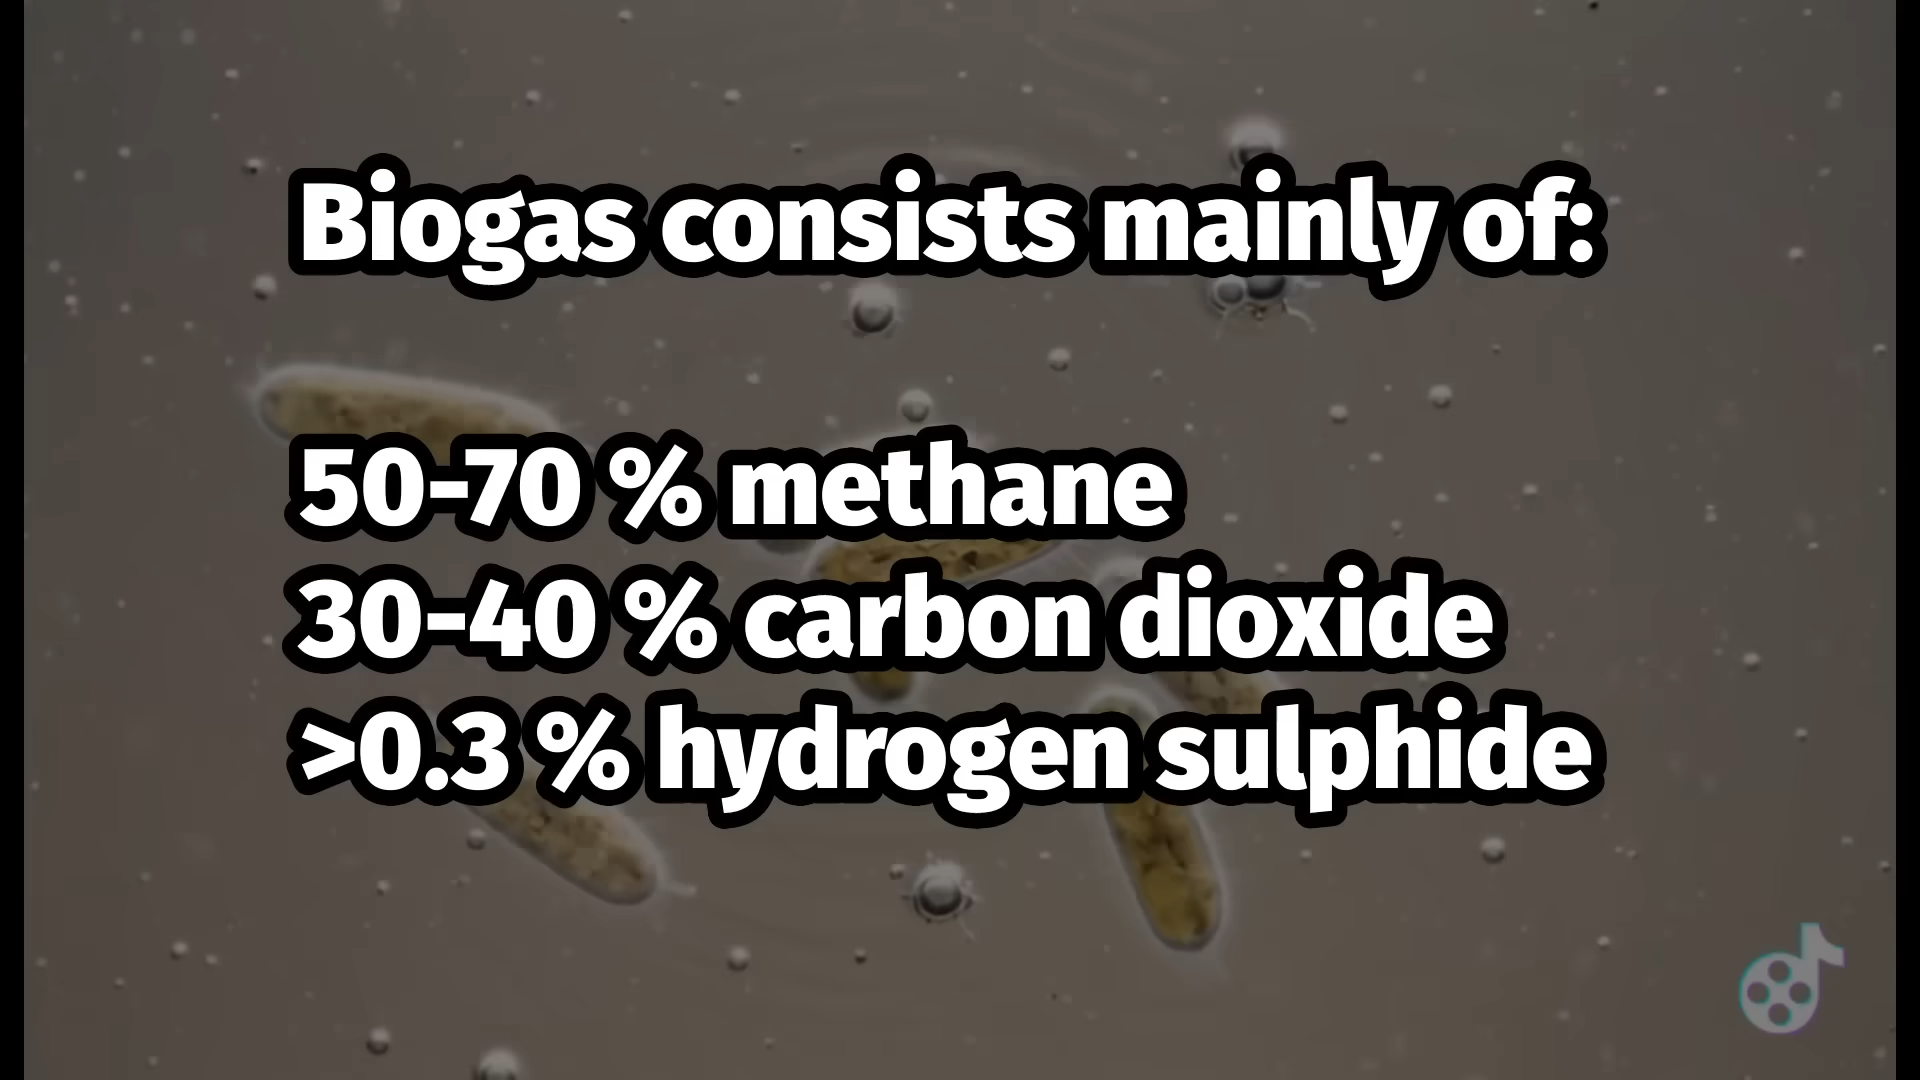 Biogas consists mainly of:
50-70 % methane
30-40 % carbon dioxide
>0.3 % hydrogen sulphide